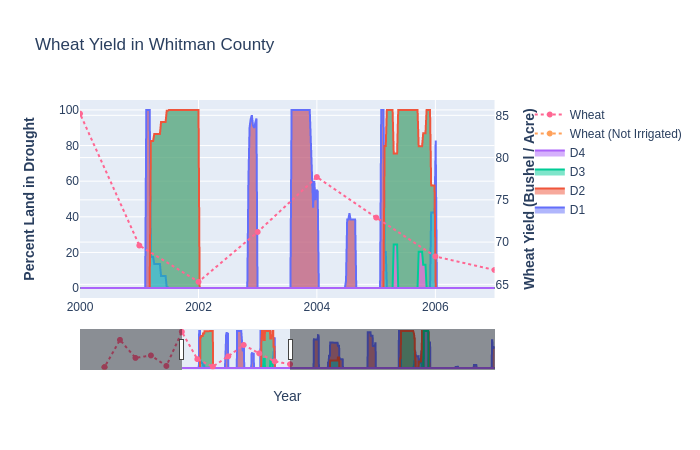 Wheat Yield in Whitman County
Percent Land in Drought
100
80
60
40
20
0
2000
2002
2004
2006
85
80
75
70
65
Wheat Yield (Bushel / Acre)
Wheat
Wheat (Not Irrigated)
D4
D3
D2
D1
Year